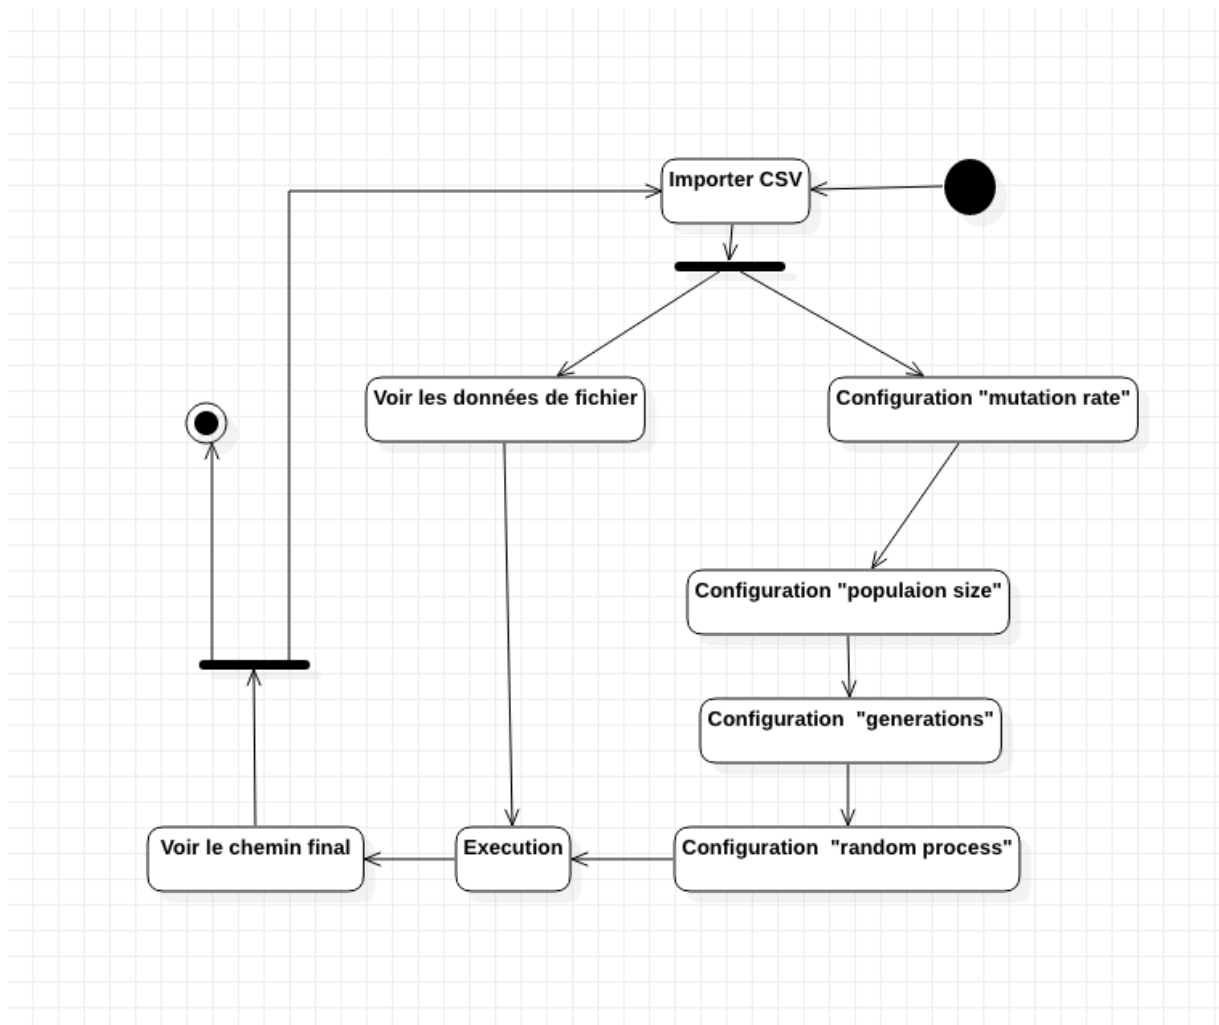 Importer CSV
Voir les données de fichier
Configuration "mutation rate"
Configuration "populaion size"
Configuration  "generations"
Voir le chemin final
Execution
Configuration  "random process"